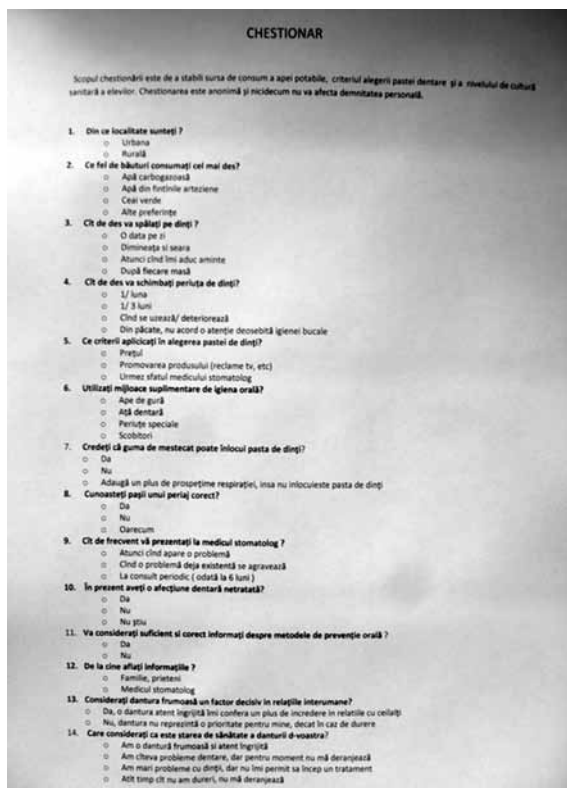 CHESTIONAR
Scopul chestionării este de a stabili sursa de consum a apei potabile, criteriul alegerii pastei dentare și a nivelului de cultură
sanitară a elevilor. Chestionarea este anonimă și nicidecum nu va afecta demnitatea personală.
1. Din ce localitate sunteți ?
o Urbana
o Rurală
2. Ce fel de băuturi consumați cel mai des?
o Apă carbogazoasă
o Apă din fintinile arteziene
o Ceai verde
o Alte preferințe
3. Cît de des va spălați pe dinți ?
o O data pe zi
o Dimineața si seara
o Atunci cînd îmi aduc aminte
o După fiecare masă
4. Cît de des va schimbați periuța de dinți?
o 1/ luna
o 1/ 3 luni
o Cînd se uzează/ deteriorează
o Din păcate, nu acord o atenție deosebită igienei bucale
5. Ce criterii aplicicați în alegerea pastei de dinți?
o Prețul
o Promovarea produsului (reclame tv, etc)
o Urmez sfatul medicului stomatolog
6. Utilizați mijloace suplimentare de igiena orală?
o Ape de gură
o Ață dentară
o Periuțe speciale
o Scobitori
7. Credeți că guma de mestecat poate înlocui pasta de dinți?
o Da
o Nu
o Adaugă un plus de prospețime respirației, insa nu inlocuieste pasta de dinți
8. Cunoasteți pașii unui periaj corect?
o Da
o Nu
o Oarecum
9. Cît de frecvent vă prezentați la medicul stomatolog ?
o Atunci cînd apare o problemă
o Cînd o problemă deja existentă se agravează
o La consult periodic ( odată la 6 luni )
10. În prezent aveți o afecțiune dentară netratată?
o Da
o Nu
o Nu știu
11. Va considerați suficient si corect informați despre metodele de prevenție orală ?
o Da
o Nu
12. De la cine aflați informațiile ?
o Familie, prieteni
o Medicul stomatolog
13. Considerați dantura frumoasă un factor decisiv in relațiile interumane?
o Da, o dantură atent îngrijită îmi confera un plus de incredere in relatiile cu ceilalți
o Nu, dantura nu reprezintă o prioritate pentru mine, decat in caz de durere
14. Care considerați ca este starea de sănătate a danturii d-voastra?
o Am o dantură frumoasă si atent îngrijită
o Am cîteva probleme dentare, dar pentru moment nu mă deranjează
o Am mari probleme cu dinții, dar nu îmi permit sa încep un tratament
o Atît timp cît nu am dureri, nu mă deranjează